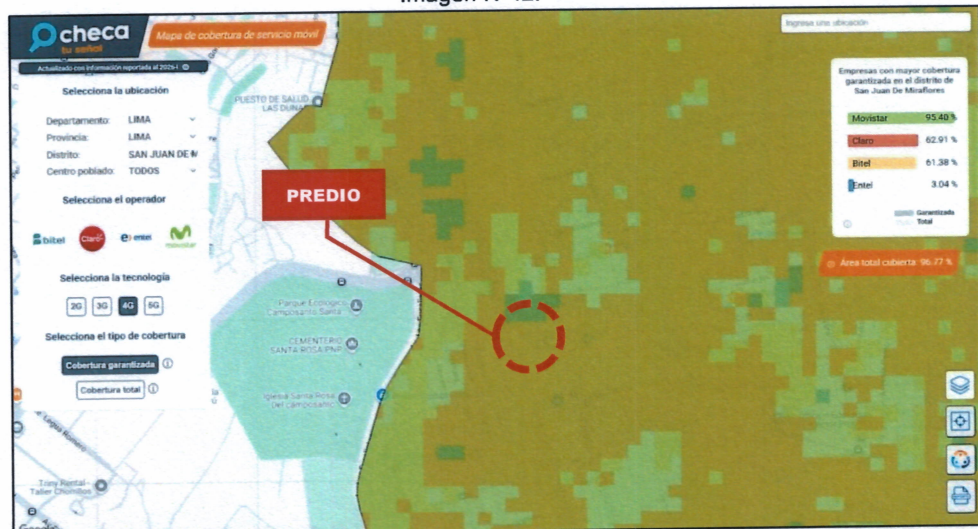 checa
tu señal
Mapa de cobertura de servicio móvil
Actualizado con información reportada al 2025-I
Selecciona la ubicación
Departamento: LIMA
Provincia: LIMA
Distrito: SAN JUAN DE M
Centro poblado: TODOS
Selecciona el operador
bitel
Claro
entel
movistar
Selecciona la tecnología
2G
3G
4G
5G
Selecciona el tipo de cobertura
Cobertura garantizada
Cobertura total
PUESTO DE SALUD
LAS DUNAS
PREDIO
Parque Ecológico
Camposanto Santa
CEMENTERIO
SANTA ROSA PNP
Iglesia Santa Rosa
Del camposanto
Tony Rental -
Taller Chorrillos
Ingresa una ubicación
Empresas con mayor cobertura
garantizada en el distrito de
San Juan De Miraflores
Movistar 95.40 %
Claro 62.91 %
Bitel 61.38 %
Entel 3.04 %
Garantizada
Total
Área total cubierta: 96.77 %